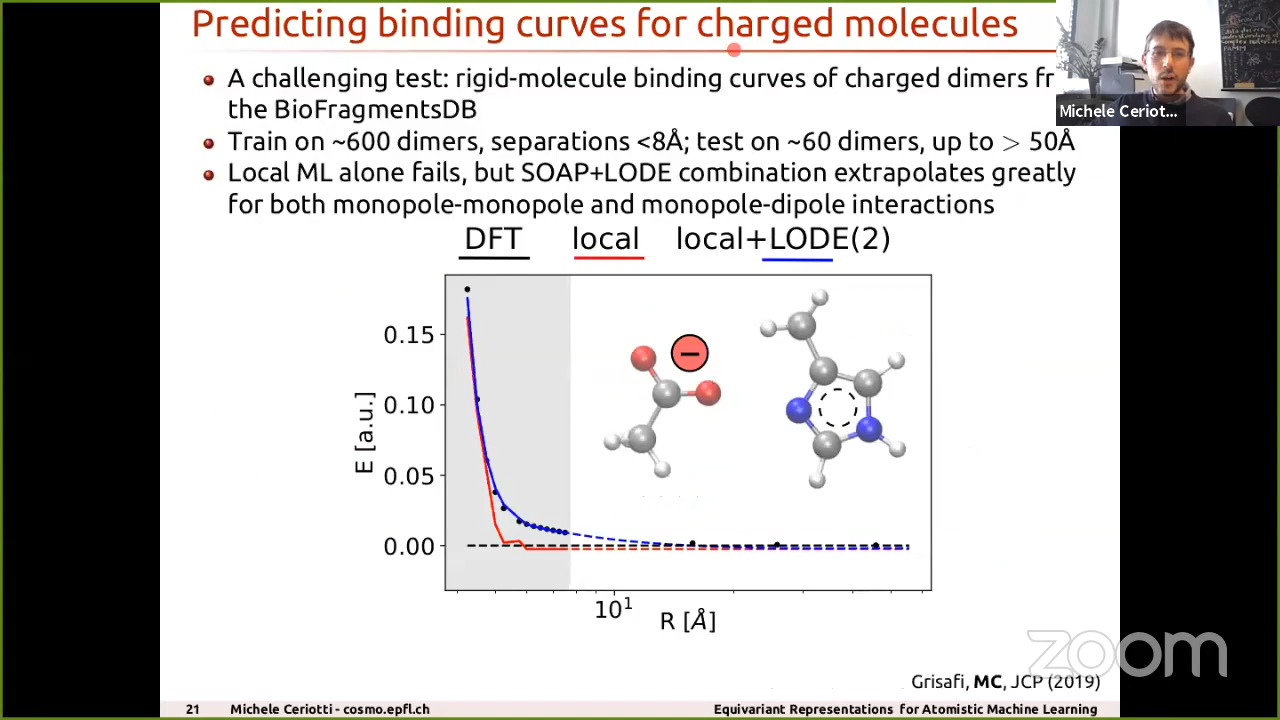 Predicting binding curves for charged molecules
A challenging test: rigid-molecule binding curves of charged dimers fr
the BioFragmentsDB
Train on ~600 dimers, separations <8Å; test on ~60 dimers, up to > 50Å
Local ML alone fails, but SOAP+LODE combination extrapolates greatly
for both monopole-monopole and monopole-dipole interactions
Michele Ceriot...
DFT local local+LODE(2)
0.15
0.10
0.05
0.00
E [a.u.]
−
10¹
R [Å]
zoom
Grisafi, MC, JCP (2019)
21 Michele Ceriotti - cosmo.epfl.ch Equivariant Representations for Atomistic Machine Learning